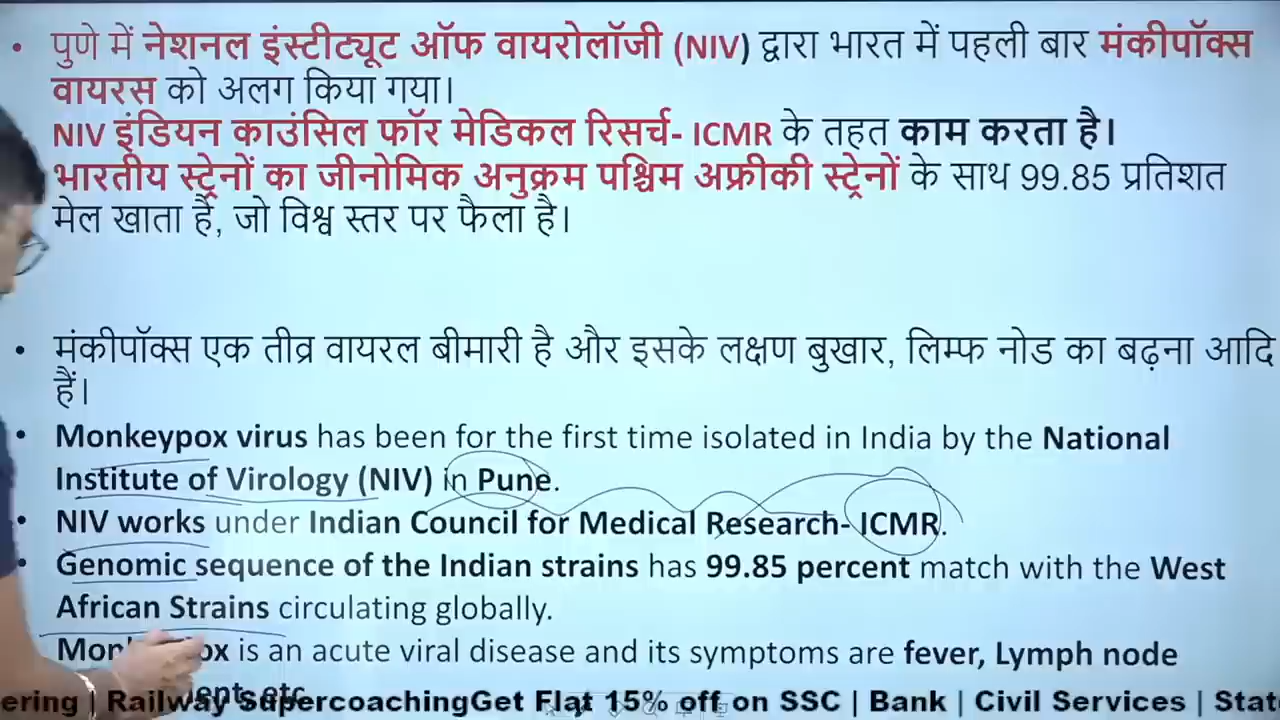 • पुणे में नेशनल इंस्टीट्यूट ऑफ वायरोलॉजी (NIV) द्वारा भारत में पहली बार मंकीपॉक्स
वायरस को अलग किया गया।
NIV इंडियन काउंसिल फॉर मेडिकल रिसर्च- ICMR के तहत काम करता है।
भारतीय स्ट्रेनों का जीनोमिक अनुक्रम पश्चिम अफ्रीकी स्ट्रेनों के साथ 99.85 प्रतिशत
मेल खाता है, जो विश्व स्तर पर फैला है।
• मंकीपॉक्स एक तीव्र वायरल बीमारी है और इसके लक्षण बुखार, लिम्फ नोड का बढ़ना आदि
हैं।
• Monkeypox virus has been for the first time isolated in India by the National
Institute of Virology (NIV) in Pune.
• NIV works under Indian Council for Medical Research- ICMR.
• Genomic sequence of the Indian strains has 99.85 percent match with the West
African Strains circulating globally.
is an acute viral disease and its symptoms are fever, Lymph node
etc
ering | Railway SupercoachingGet Flat 15% off on SSC | Bank | Civil Services | Stat